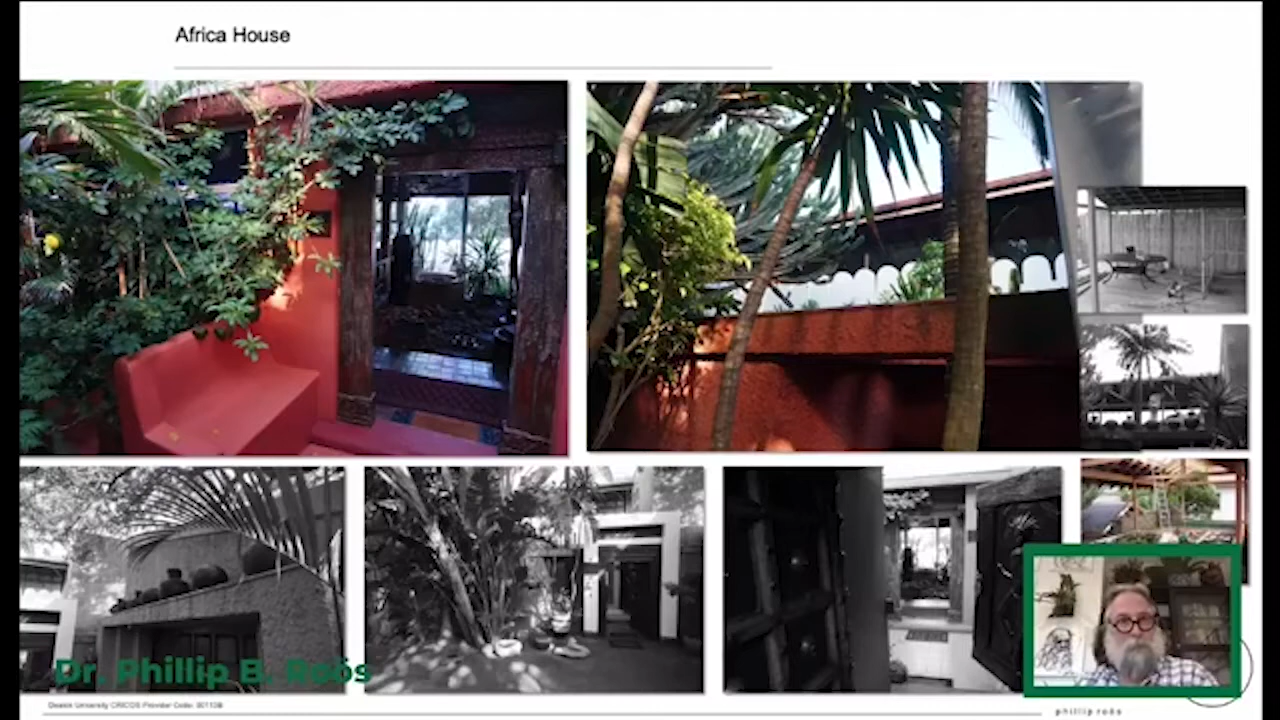 Africa House
Dr. Phillip B. Roös
Deakin University CRICOS Provider Code: 00113B
phillip roös